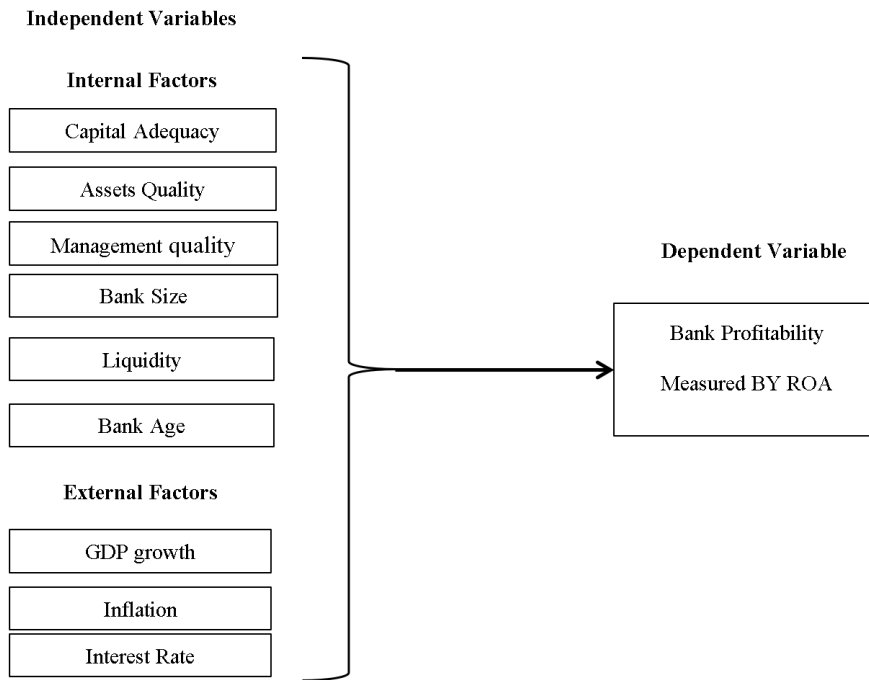 Independent Variables
Internal Factors
Capital Adequacy
Assets Quality
Management quality
Bank Size
Liquidity
Bank Age
External Factors
GDP growth
Inflation
Interest Rate
Dependent Variable
Bank Profitability
Measured BY ROA